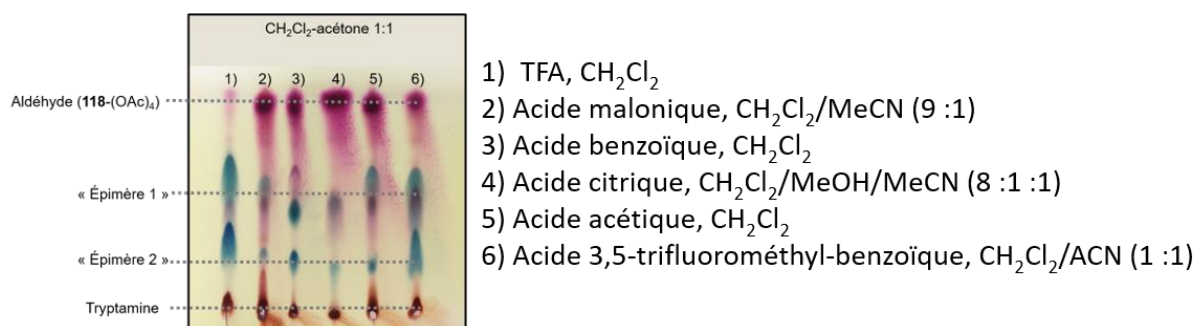 CH₂Cl₂-acétone 1:1
1) 2) 3) 4) 5) 6)
Aldéhyde (118-(OAc)₄)
« Épimère 1 »
« Épimère 2 »
Tryptamine
1) TFA, CH₂Cl₂
2) Acide malonique, CH₂Cl₂/MeCN (9 :1)
3) Acide benzoïque, CH₂Cl₂
4) Acide citrique, CH₂Cl₂/MeOH/MeCN (8 :1 :1)
5) Acide acétique, CH₂Cl₂
6) Acide 3,5-trifluorométhyl-benzoïque, CH₂Cl₂/ACN (1 :1)